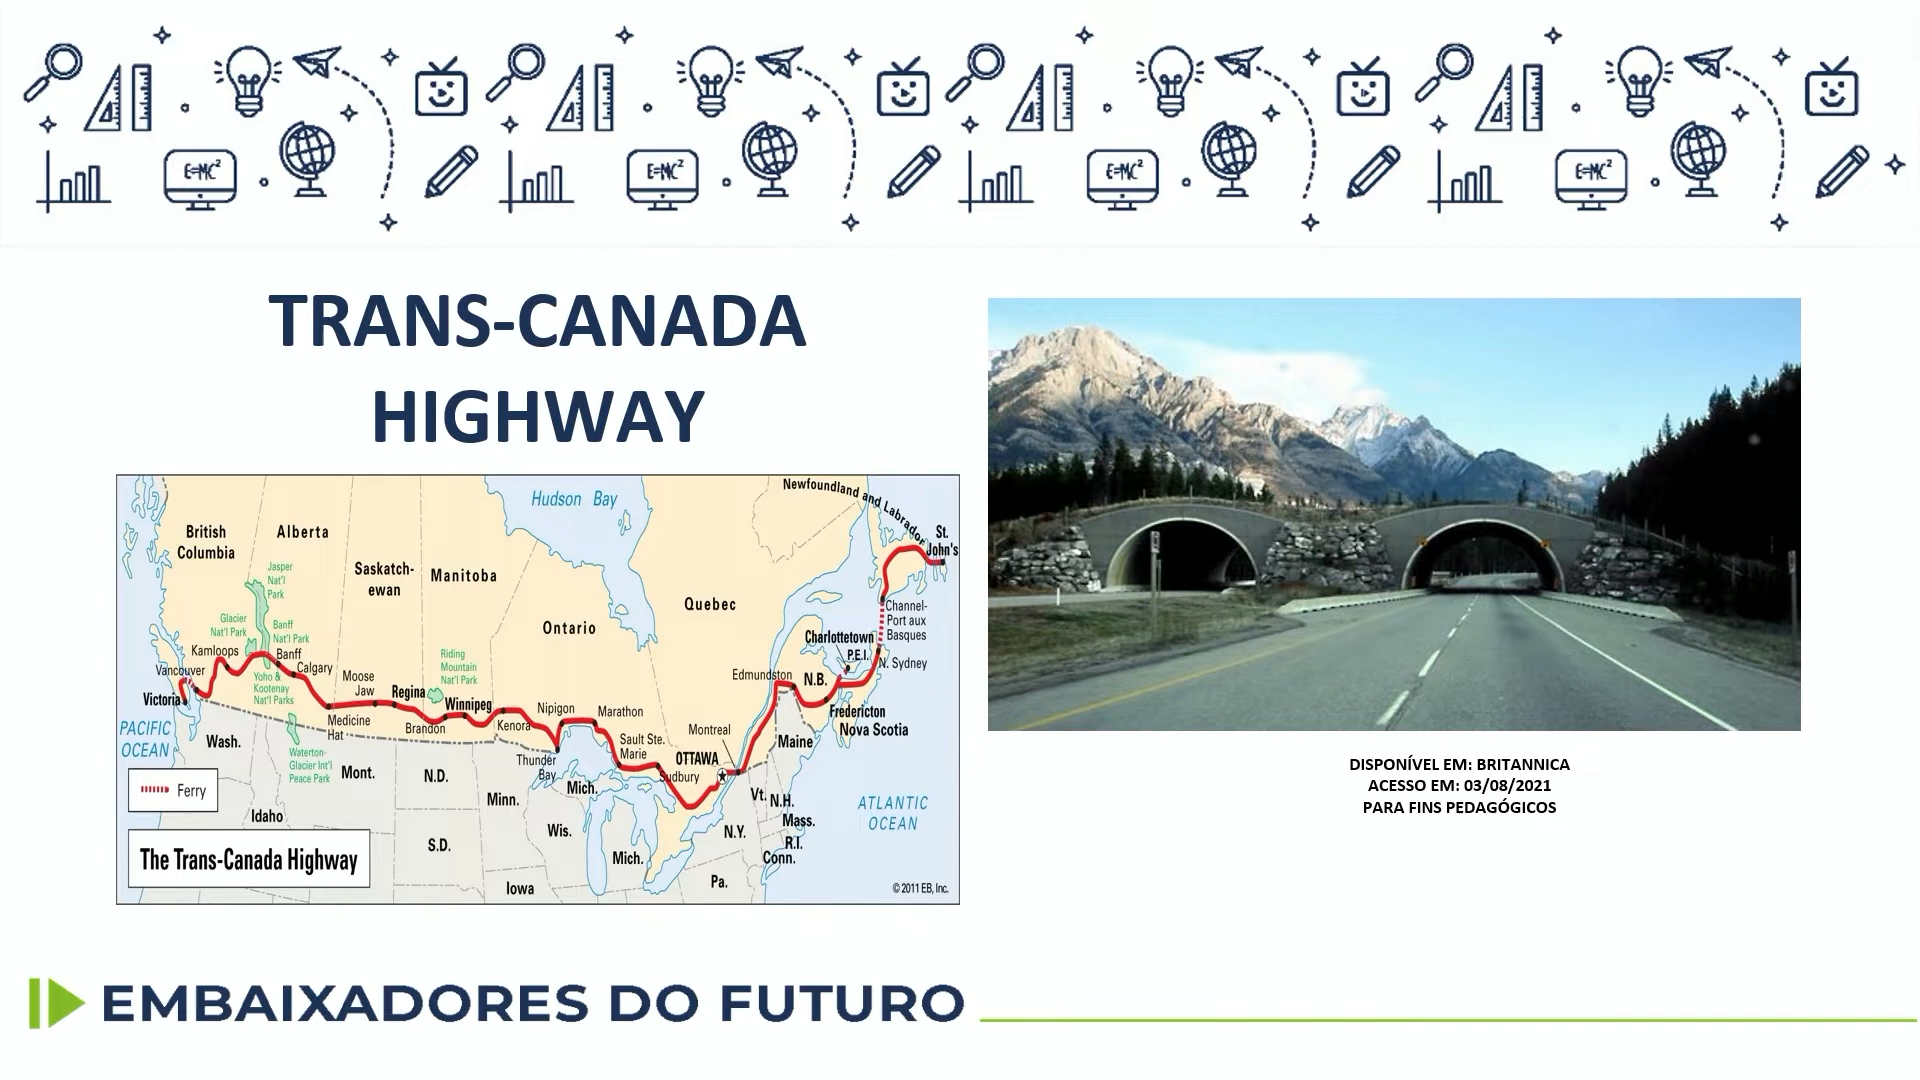 E=MC²
E=MC²
E=MC²
E=MC²
TRANS-CANADA
HIGHWAY
Hudson Bay
Newfoundland and Labrador
St.
John's
British
Columbia
Alberta
Saskatch-
ewan
Manitoba
Ontario
Quebec
Jasper
Nat'l
Park
Glacier
Nat'l Park
Banff
Nat'l Park
Kamloops
Banff
Calgary
Vancouver
Victoria
Yoho &
Kootenay
Nat'l Parks
Moose
Jaw
Regina
Riding
Mountain
Nat'l Park
Winnipeg
Medicine
Hat
Brandon
Kenora
Nipigon
Marathon
Thunder
Bay
Sault Ste.
Marie
Sudbury
OTTAWA
Montreal
Edmundston
N.B.
Charlottetown
P.E.I.
Channel-
Port aux
Basques
N. Sydney
Fredericton
Nova Scotia
Maine
PACIFIC
OCEAN
Wash.
Waterton-
Glacier Int'l
Peace Park
Mont.
N.D.
Minn.
Mich.
Vt.
N.H.
Mass.
R.I.
Conn.
ATLANTIC
OCEAN
Ferry
Idaho
S.D.
Wis.
Mich.
N.Y.
Pa.
Iowa
The Trans-Canada Highway
© 2011 EB, Inc.
DISPONÍVEL EM: BRITANNICA
ACESSO EM: 03/08/2021
PARA FINS PEDAGÓGICOS
EMBAIXADORES DO FUTURO